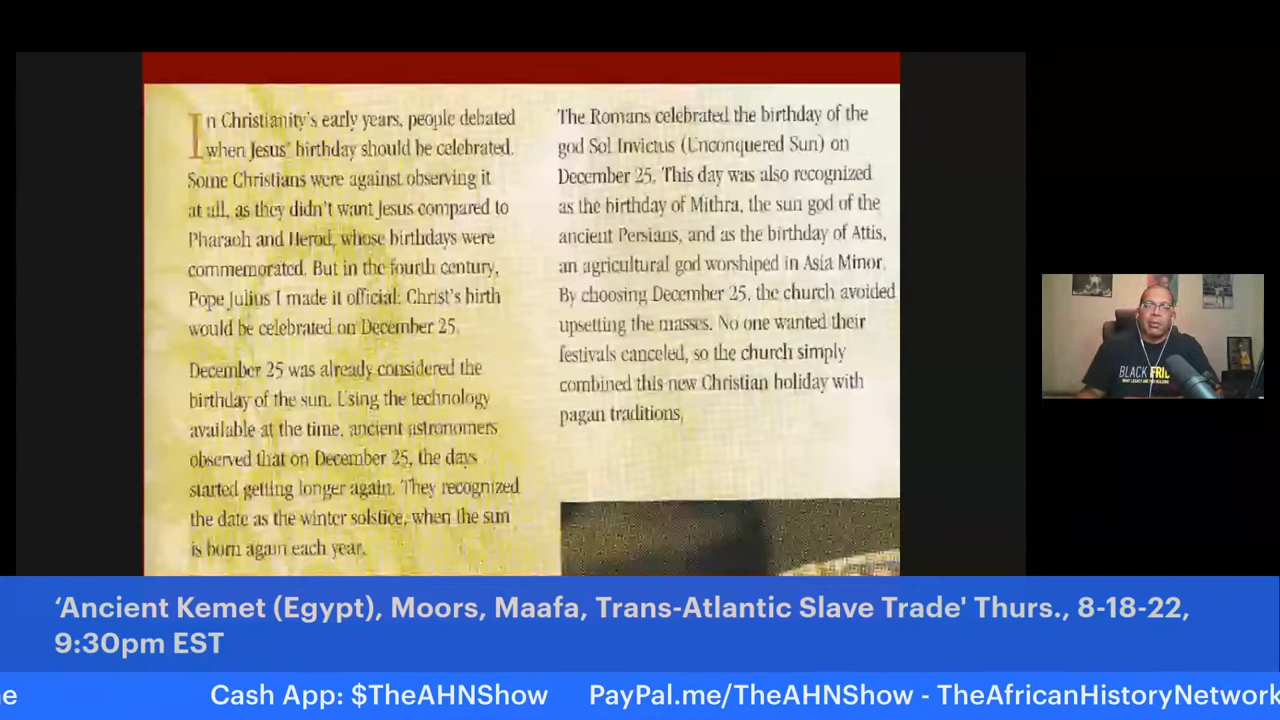 In Christianity's early years, people debated
when Jesus' birthday should be celebrated.
Some Christians were against observing it
at all, as they didn't want Jesus compared to
Pharaoh and Herod, whose birthdays were
commemorated. But in the fourth century,
Pope Julius I made it official: Christ's birth
would be celebrated on December 25.
December 25 was already considered the
birthday of the sun. Using the technology
available at the time, ancient astronomers
observed that on December 25, the days
started getting longer again. They recognized
the date as the winter solstice, when the sun
is born again each year.
The Romans celebrated the birthday of the
god Sol Invictus (Unconquered Sun) on
December 25. This day was also recognized
as the birthday of Mithra, the sun god of the
ancient Persians, and as the birthday of Attis,
an agricultural god worshiped in Asia Minor.
By choosing December 25, the church avoided
upsetting the masses. No one wanted their
festivals canceled, so the church simply
combined this new Christian holiday with
pagan traditions.
BLACK FRI
‘Ancient Kemet (Egypt), Moors, Maafa, Trans-Atlantic Slave Trade' Thurs., 8-18-22,
9:30pm EST
e Cash App: $TheAHNShow PayPal.me/TheAHNShow - TheAfricanHistoryNetwork